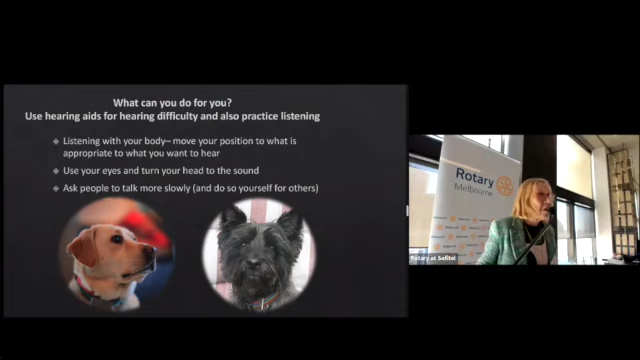 What can you do for you?
Use hearing aids for hearing difficulty and also practice listening
Listening with your body– move your position to what is
appropriate to what you want to hear
Use your eyes and turn your head to the sound
Ask people to talk more slowly (and do so yourself for others)
Rotary
Melbourne
Rotary at Sofitel